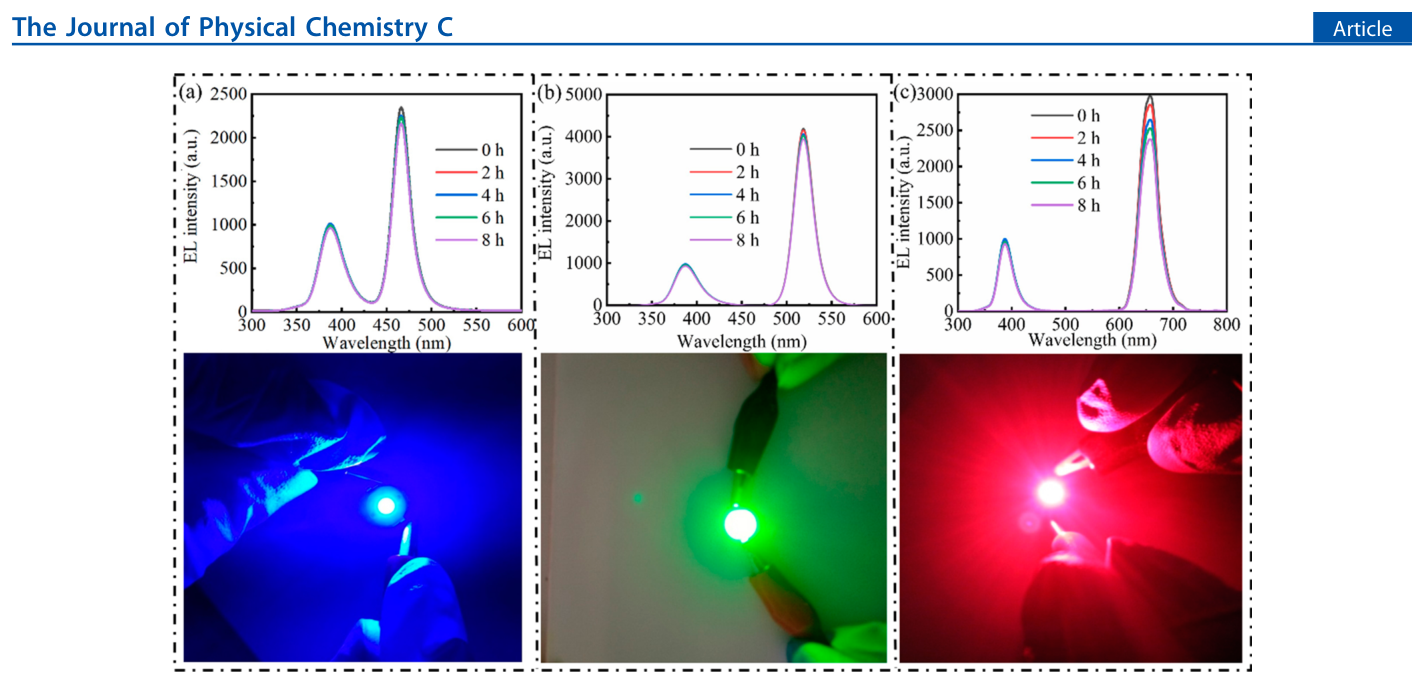 The Journal of Physical Chemistry C
Article
(a)
2500
2000
1500
1000
500
0
EL intensity (a.u.)
0 h
2 h
4 h
6 h
8 h
300 350 400 450 500 550 600
Wavelength (nm)
(b)
5000
4000
3000
2000
1000
0
EL intensity (a.u.)
0 h
2 h
4 h
6 h
8 h
300 350 400 450 500 550 600
Wavelength (nm)
(c)
3000
2500
2000
1500
1000
500
0
EL intensity (a.u.)
0 h
2 h
4 h
6 h
8 h
300 400 500 600 700 800
Wavelength (nm)